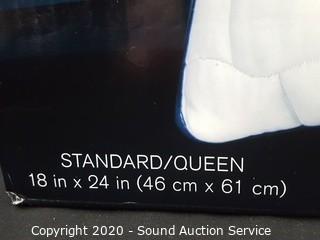 STANDARD/QUEEN
18 in x 24 in (46 cm x 61 cm)
Copyright 2020 - Sound Auction Service